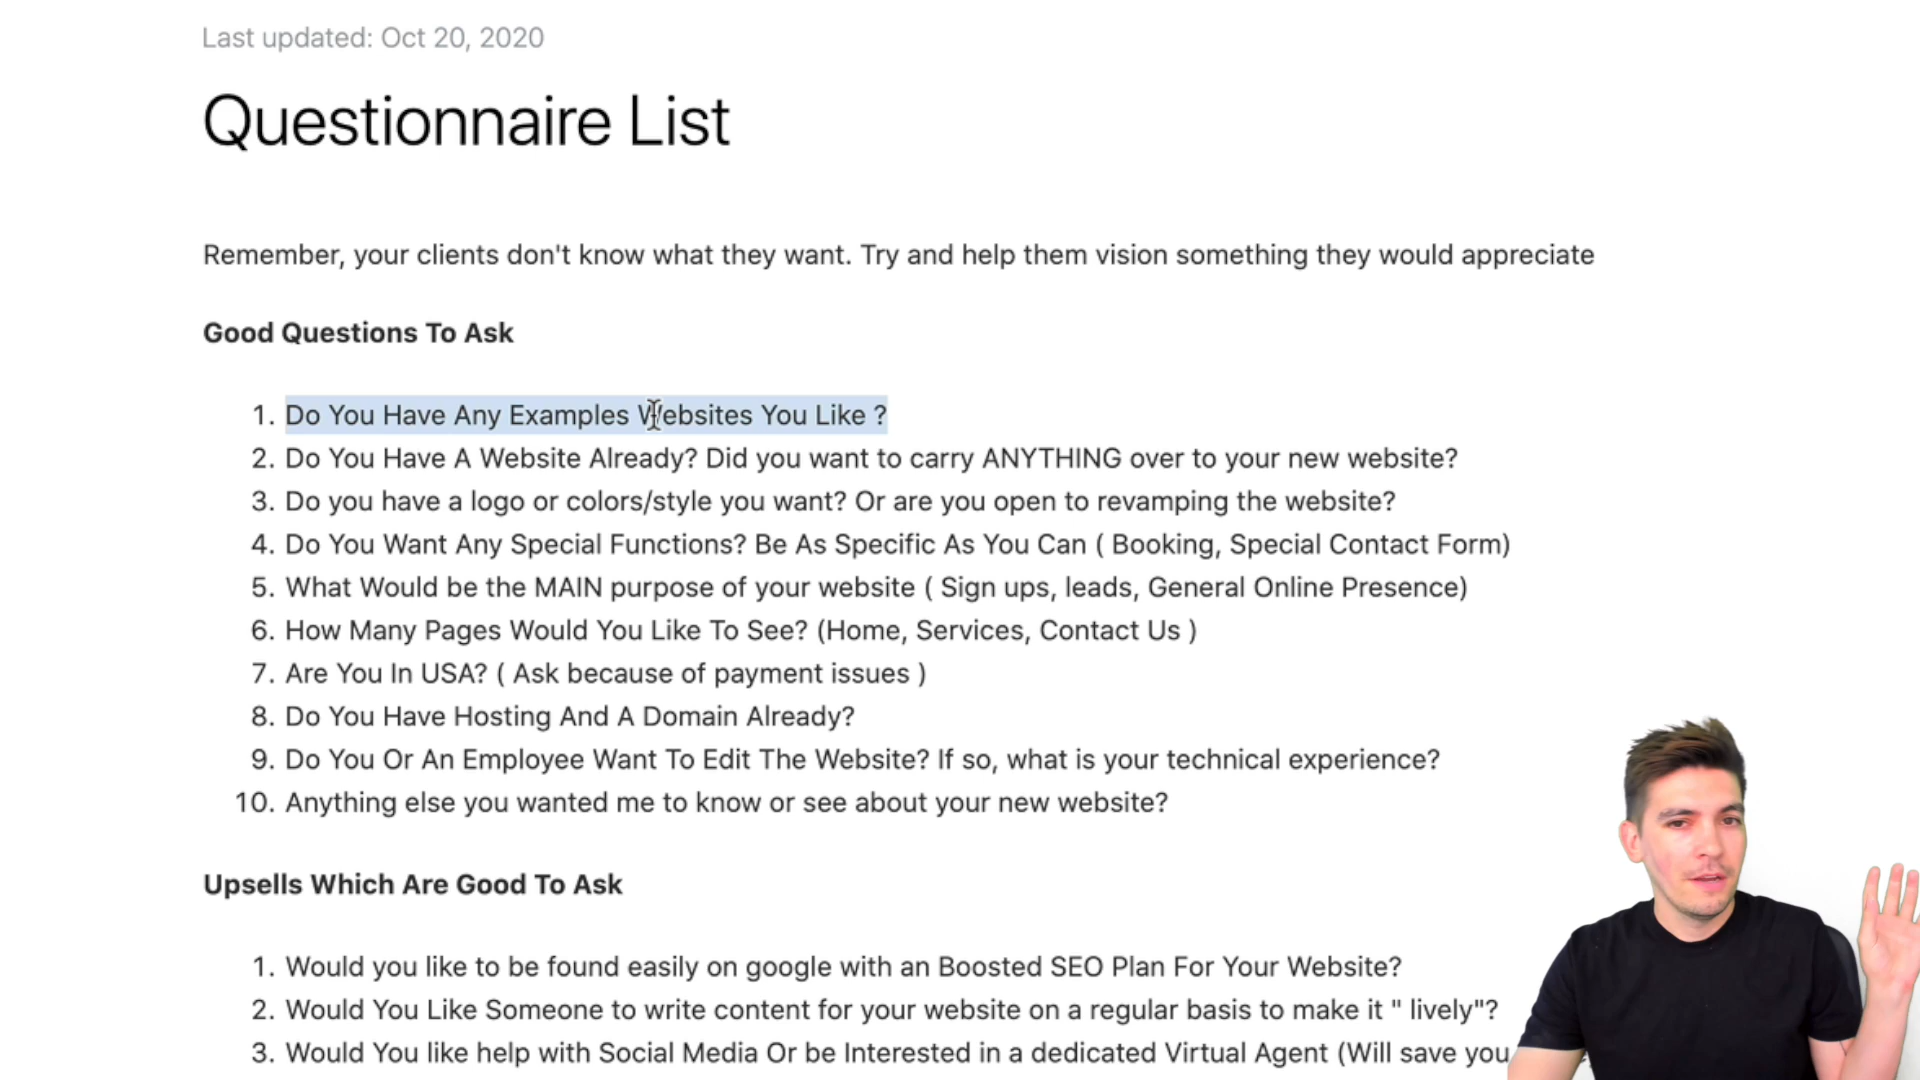 Last updated: Oct 20, 2020
Questionnaire List
Remember, your clients don't know what they want. Try and help them vision something they would appreciate
Good Questions To Ask
1. Do You Have Any Examples Websites You Like ?
2. Do You Have A Website Already? Did you want to carry ANYTHING over to your new website?
3. Do you have a logo or colors/style you want? Or are you open to revamping the website?
4. Do You Want Any Special Functions? Be As Specific As You Can ( Booking, Special Contact Form)
5. What Would be the MAIN purpose of your website ( Sign ups, leads, General Online Presence)
6. How Many Pages Would You Like To See? (Home, Services, Contact Us )
7. Are You In USA? ( Ask because of payment issues )
8. Do You Have Hosting And A Domain Already?
9. Do You Or An Employee Want To Edit The Website? If so, what is your technical experience?
10. Anything else you wanted me to know or see about your new website?
Upsells Which Are Good To Ask
1. Would you like to be found easily on google with an Boosted SEO Plan For Your Website?
2. Would You Like Someone to write content for your website on a regular basis to make it " lively"?
3. Would You like help with Social Media Or be Interested in a dedicated Virtual Agent (Will save you